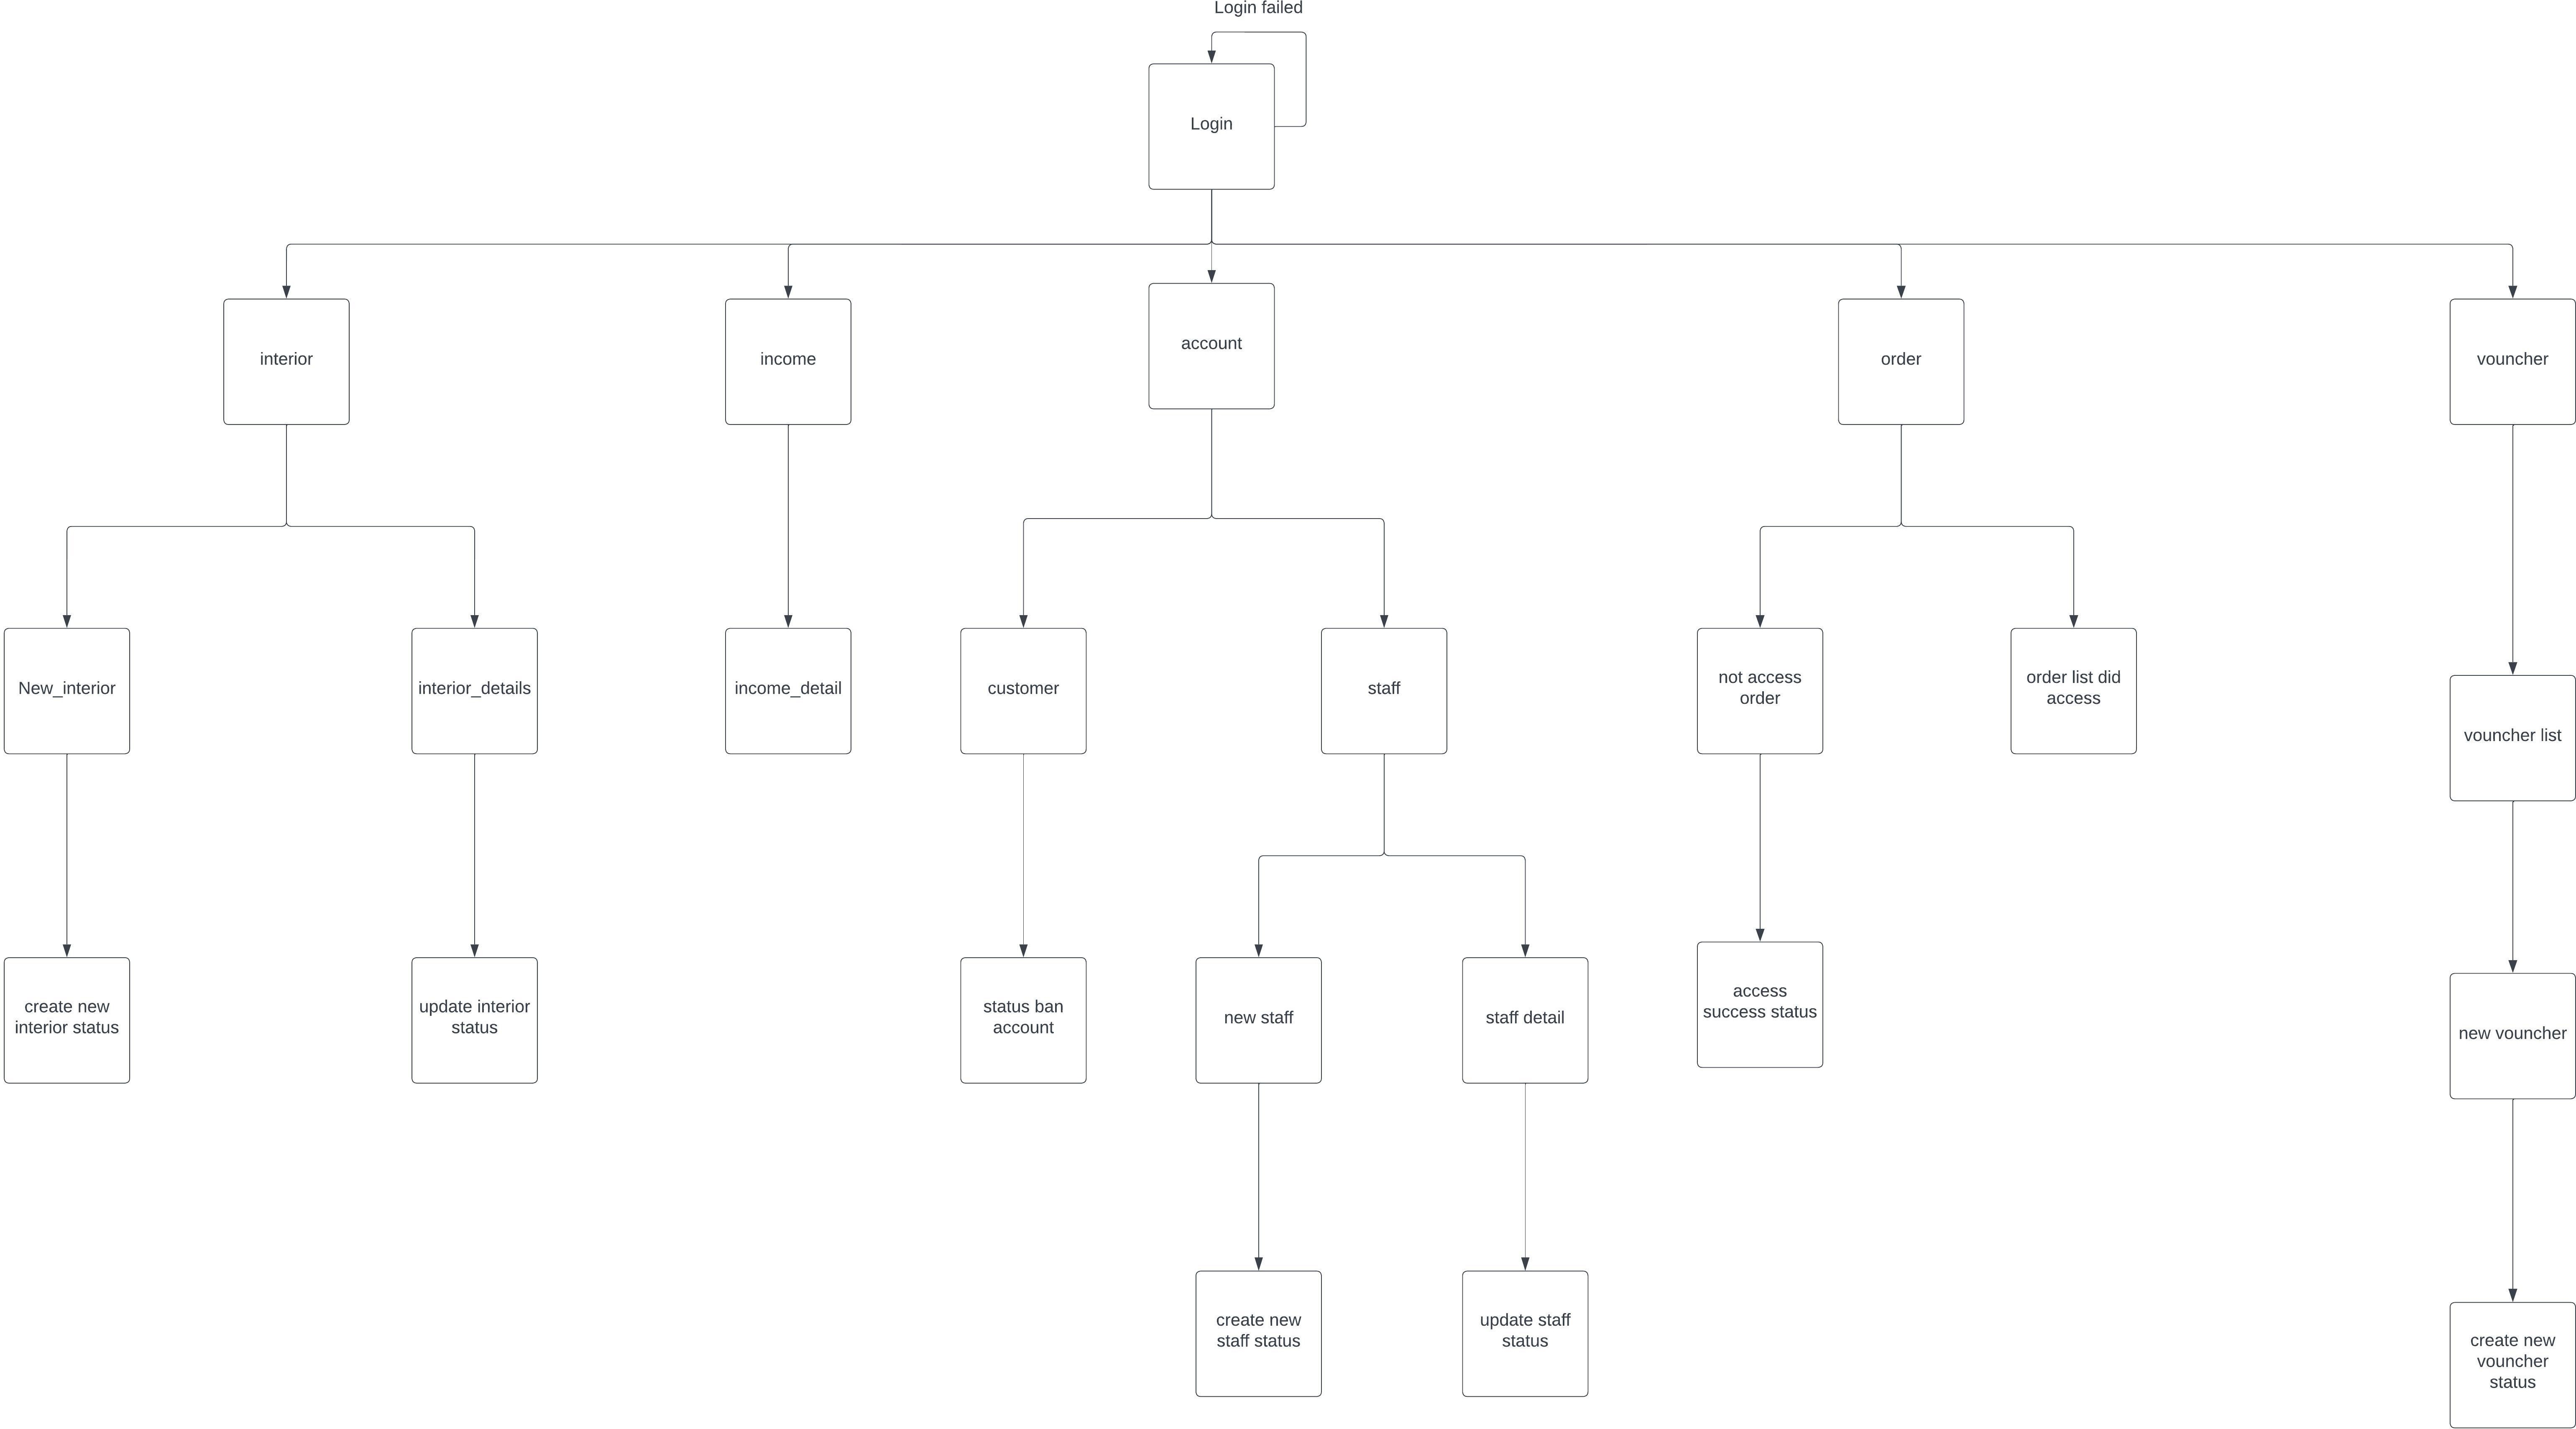 Login failed
Login
interior
income
account
order
vouncher
New_interior
interior_details
income_detail
customer
staff
not access
order
order list did
access
vouncher list
create new
interior status
update interior
status
status ban
account
new staff
staff detail
access
success status
new vouncher
create new
staff status
update staff
status
create new
vouncher
status